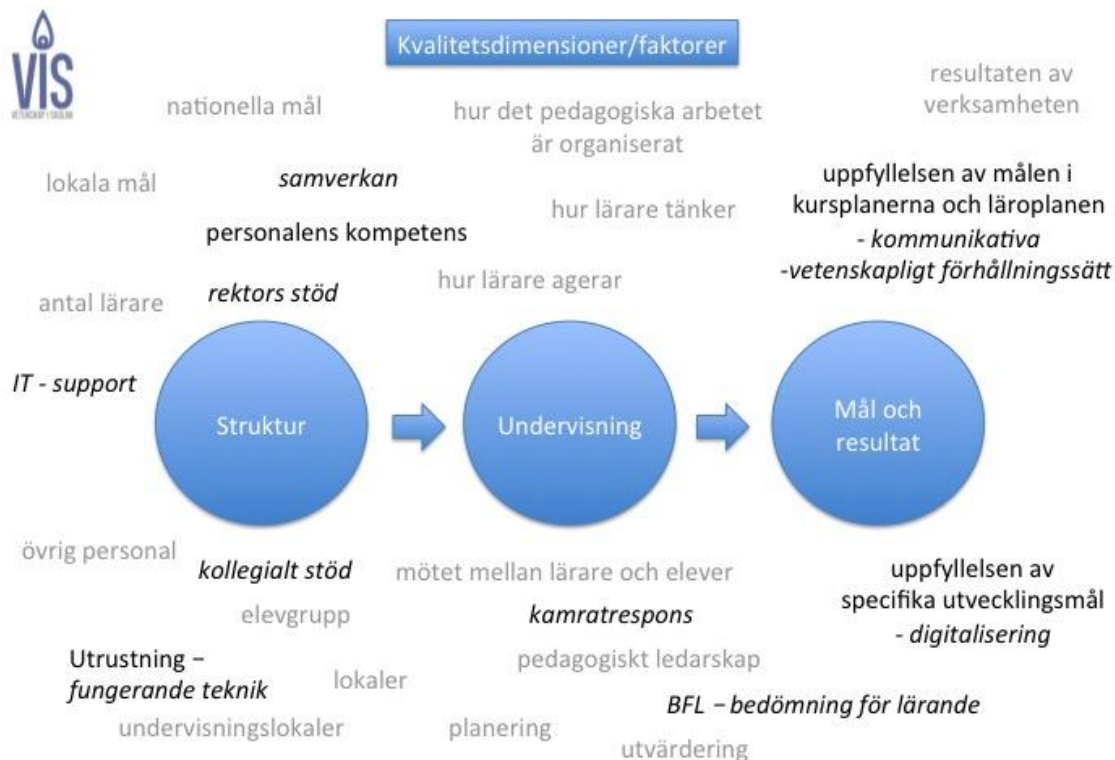 VIS
VETENSKAP I SKOLAN
Kvalitetsdimensioner/faktorer
resultaten av
verksamheten
nationella mål
hur det pedagogiska arbetet
är organiserat
lokala mål
samverkan
uppfyllelsen av målen i
kursplanerna och läroplanen
- kommunikativa
-vetenskapligt förhållningssätt
hur lärare tänker
personalens kompetens
hur lärare agerar
antal lärare
rektors stöd
IT - support
Struktur
Undervisning
Mål och
resultat
övrig personal
kollegialt stöd
mötet mellan lärare och elever
uppfyllelsen av
specifika utvecklingsmål
- digitalisering
elevgrupp
kamratrespons
Utrustning –
fungerande teknik
lokaler
pedagogiskt ledarskap
BFL – bedömning för lärande
undervisningslokaler
planering
utvärdering